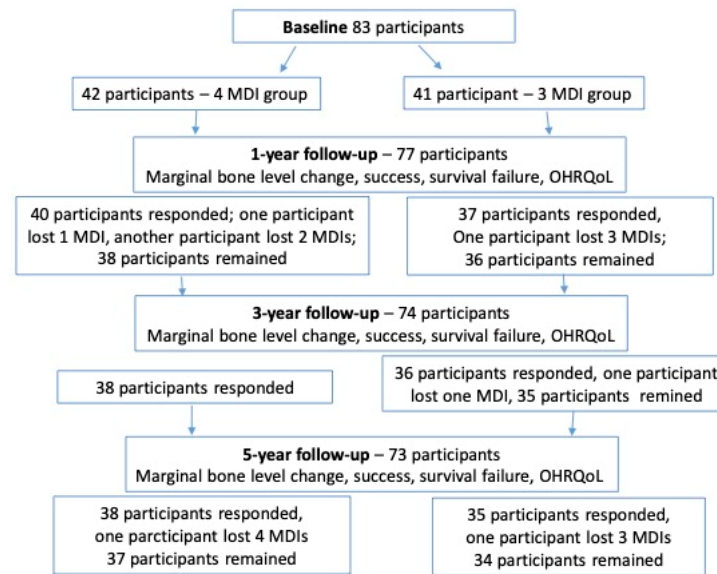 Baseline 83 participants
42 participants – 4 MDI group
41 participant – 3 MDI group
1-year follow-up – 77 participants
Marginal bone level change, success, survival failure, OHRQoL
40 participants responded; one participant
lost 1 MDI, another participant lost 2 MDIs;
38 participants remained
37 participants responded,
One participant lost 3 MDIs;
36 participants remained
3-year follow-up – 74 participants
Marginal bone level change, success, survival failure, OHRQoL
38 participants responded
36 participants responded, one participant
lost one MDI, 35 participants remined
5-year follow-up – 73 participants
Marginal bone level change, success, survival failure, OHRQoL
38 participants responded,
one parcticipant lost 4 MDIs
37 participants remained
35 participants responded,
one participant lost 3 MDIs
34 participants remained